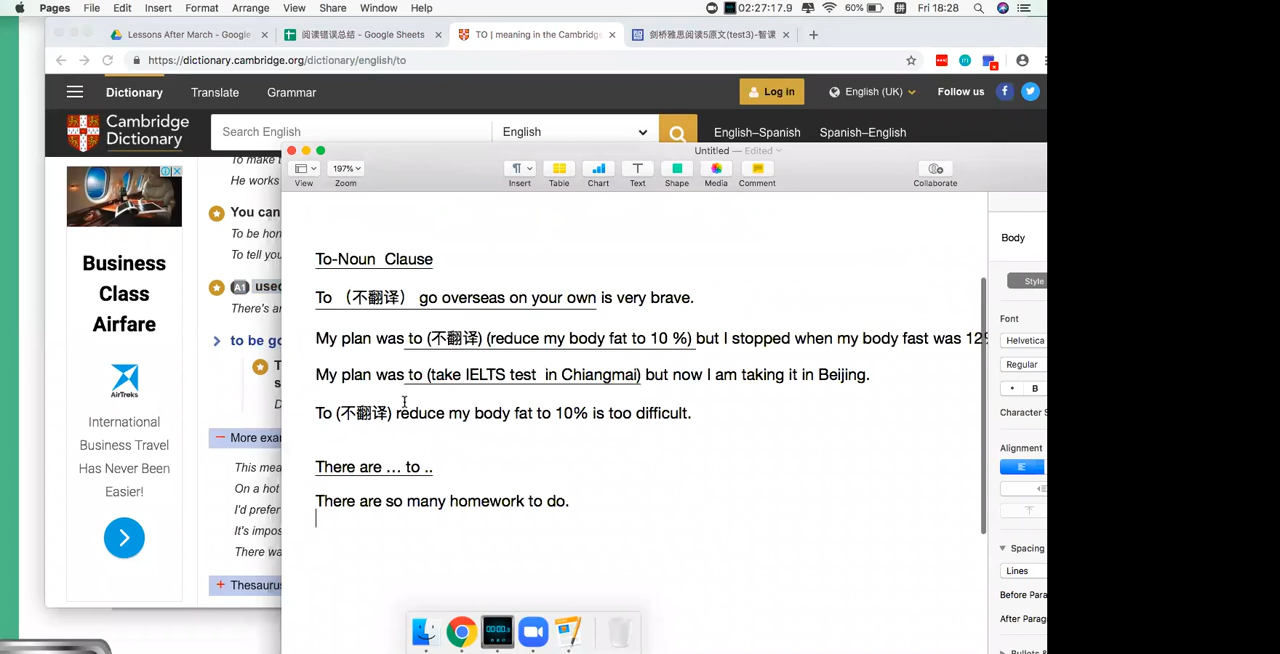 Pages File Edit Insert Format Arrange View Share Window Help 02:27:17.9 60% 拼 Fri 18:28
Lessons After March - Google 阅读错误总结 - Google Sheets TO | meaning in the Cambridge 剑桥雅思阅读5原文(test3)-智课
https://dictionary.cambridge.org/dictionary/english/to
Dictionary Translate Grammar Log in English (UK) Follow us
Cambridge
Dictionary
Search English English English–Spanish Spanish–English
Untitled — Edited
197%
View Zoom Insert Table Chart Text Shape Media Comment Collaborate
To make
He works
You can
To be hon
To tell you
A1 used
There's an
to be go
More exa
This mea
On a hot
I'd prefer
It's impos
There wa
Thesauru
Business
Class
Airfare
AirTreks
International
Business Travel
Has Never Been
Easier!
To-Noun Clause
To （不翻译） go overseas on your own is very brave.
My plan was to (不翻译) (reduce my body fat to 10 %) but I stopped when my body fast was 12%
My plan was to (take IELTS test in Chiangmai) but now I am taking it in Beijing.
To (不翻译) reduce my body fat to 10% is too difficult.
There are … to ..
There are so many homework to do.
Body
Style
Font
Helvetica
Regular
B
Character S
Alignment
Spacing
Lines
Before Para
After Parag
Bullets &